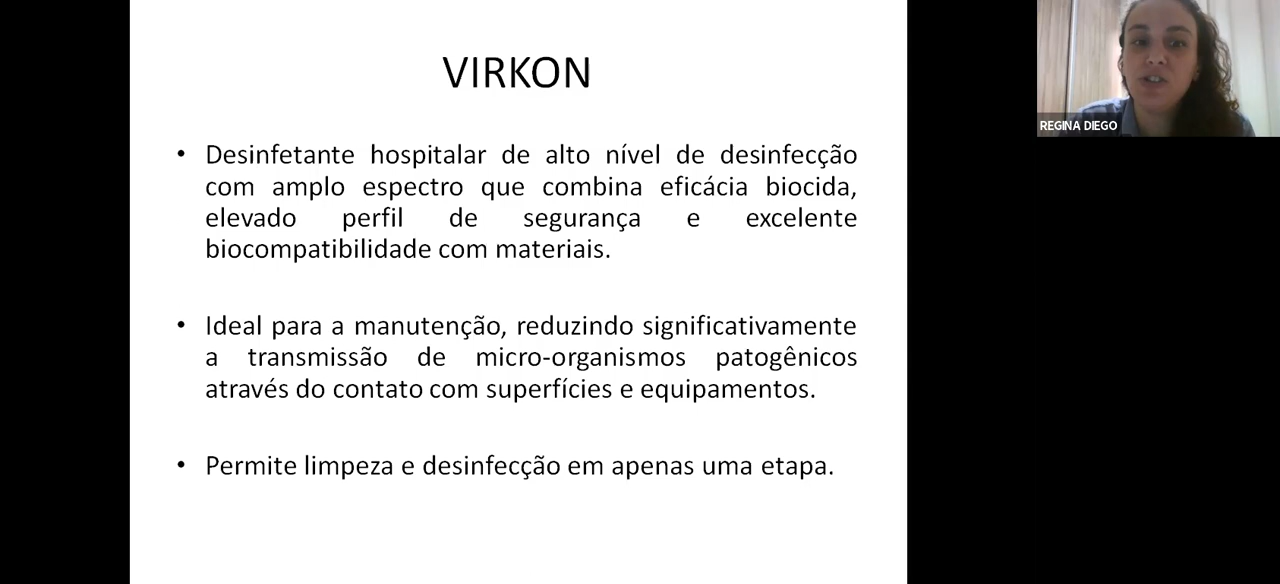 VIRKON
• Desinfetante hospitalar de alto nível de desinfecção
com amplo espectro que combina eficácia biocida,
elevado perfil de segurança e excelente
biocompatibilidade com materiais.
• Ideal para a manutenção, reduzindo significativamente
a transmissão de micro-organismos patogênicos
através do contato com superfícies e equipamentos.
• Permite limpeza e desinfecção em apenas uma etapa.
REGINA DIEGO